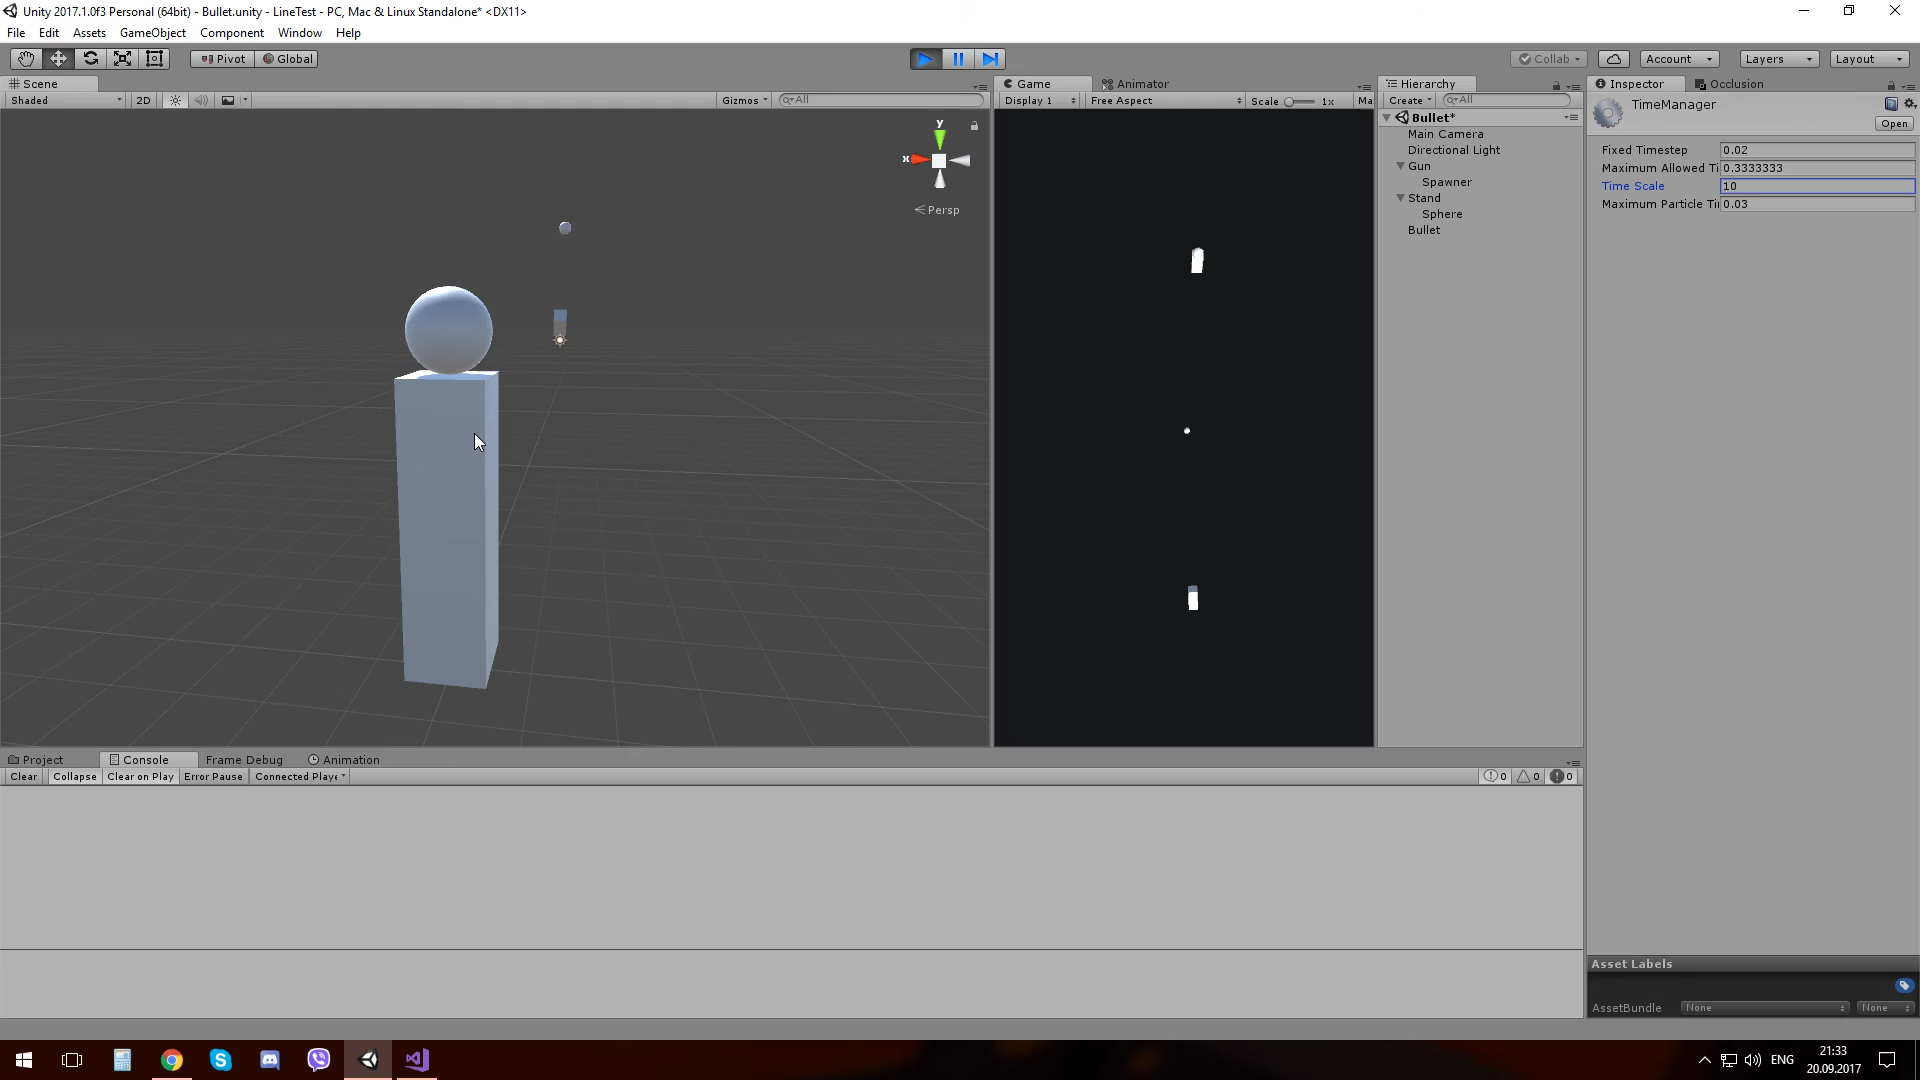 Unity 2017.1.0f3 Personal (64bit) - Bullet.unity - LineTest - PC, Mac & Linux Standalone* <DX11>
File Edit Assets GameObject Component Window Help
Pivot Global Collab Account Layers Layout
Scene Game Animator Hierarchy Inspector Occlusion
Shaded 2D Gizmos All Display 1 Free Aspect Scale 1x Ma Create All
TimeManager
Open
Bullet*
Main Camera
Directional Light
Gun
Spawner
Stand
Sphere
Bullet
Fixed Timestep 0.02
Maximum Allowed Ti 0.3333333
Time Scale 10
Maximum Particle Tir 0.03
y
x
Persp
Project Console Frame Debug Animation
Clear Collapse Clear on Play Error Pause Connected Playe 0 0 0
Asset Labels
AssetBundle None None
ENG
21:33
20.09.2017